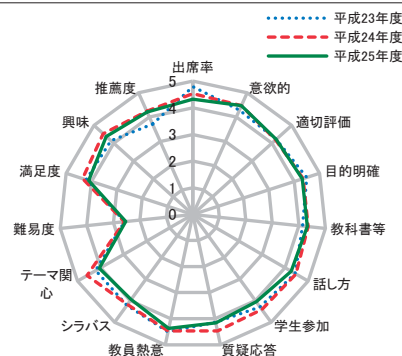 平成23年度
平成24年度
平成25年度
出席率
意欲的
適切評価
目的明確
教科書等
話し方
学生参加
質疑応答
教員熱意
シラバス
テーマ関
心
難易度
満足度
興味
推薦度
5
4
3
2
1
0